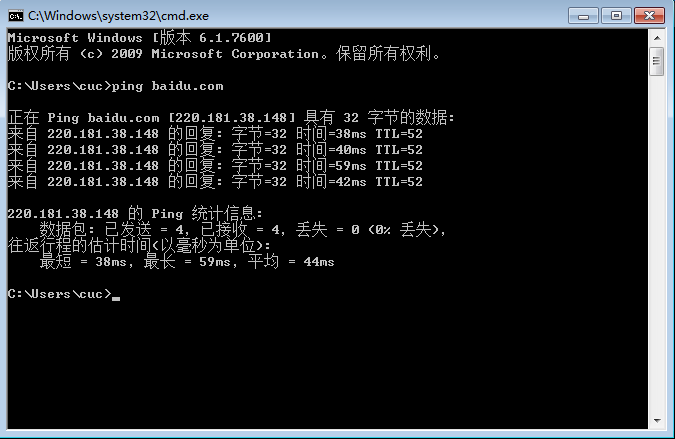 C:\Windows\system32\cmd.exe
Microsoft Windows [版本 6.1.7600]
版权所有 (c) 2009 Microsoft Corporation。保留所有权利。
C:\Users\cuc>ping baidu.com
正在 Ping baidu.com [220.181.38.148] 具有 32 字节的数据:
来自 220.181.38.148 的回复: 字节=32 时间=38ms TTL=52
来自 220.181.38.148 的回复: 字节=32 时间=40ms TTL=52
来自 220.181.38.148 的回复: 字节=32 时间=59ms TTL=52
来自 220.181.38.148 的回复: 字节=32 时间=42ms TTL=52
220.181.38.148 的 Ping 统计信息:
数据包: 已发送 = 4，已接收 = 4，丢失 = 0 (0% 丢失)，
往返行程的估计时间(以毫秒为单位):
最短 = 38ms，最长 = 59ms，平均 = 44ms
C:\Users\cuc>